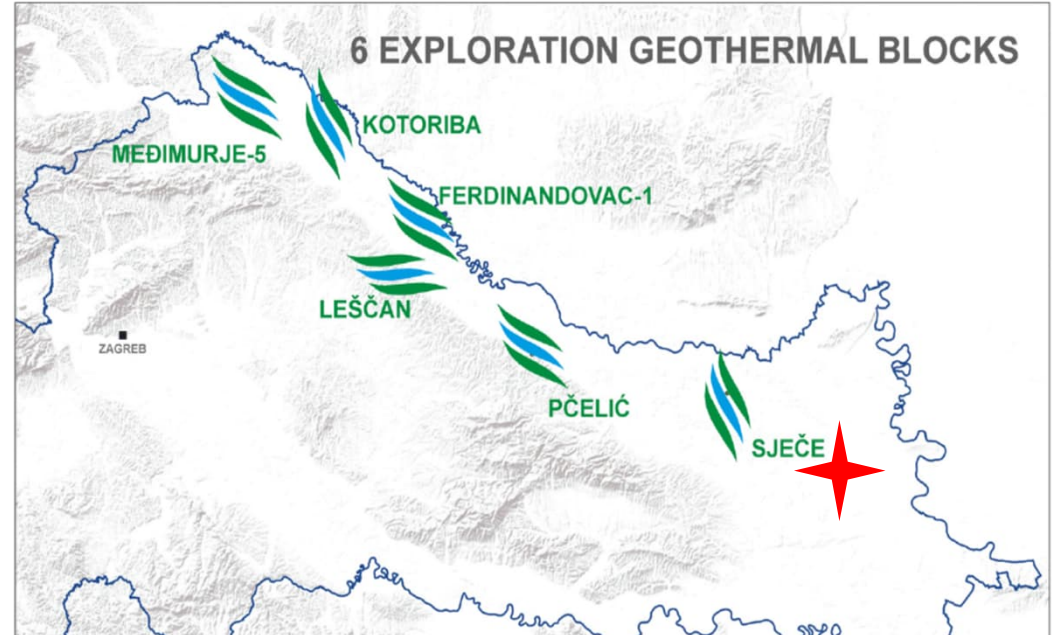 6 EXPLORATION GEOTHERMAL BLOCKS
KOTORIBA
MEĐIMURJE-5
FERDINANDOVAC-1
LEŠČAN
ZAGREB
PČELIĆ
SJEČE